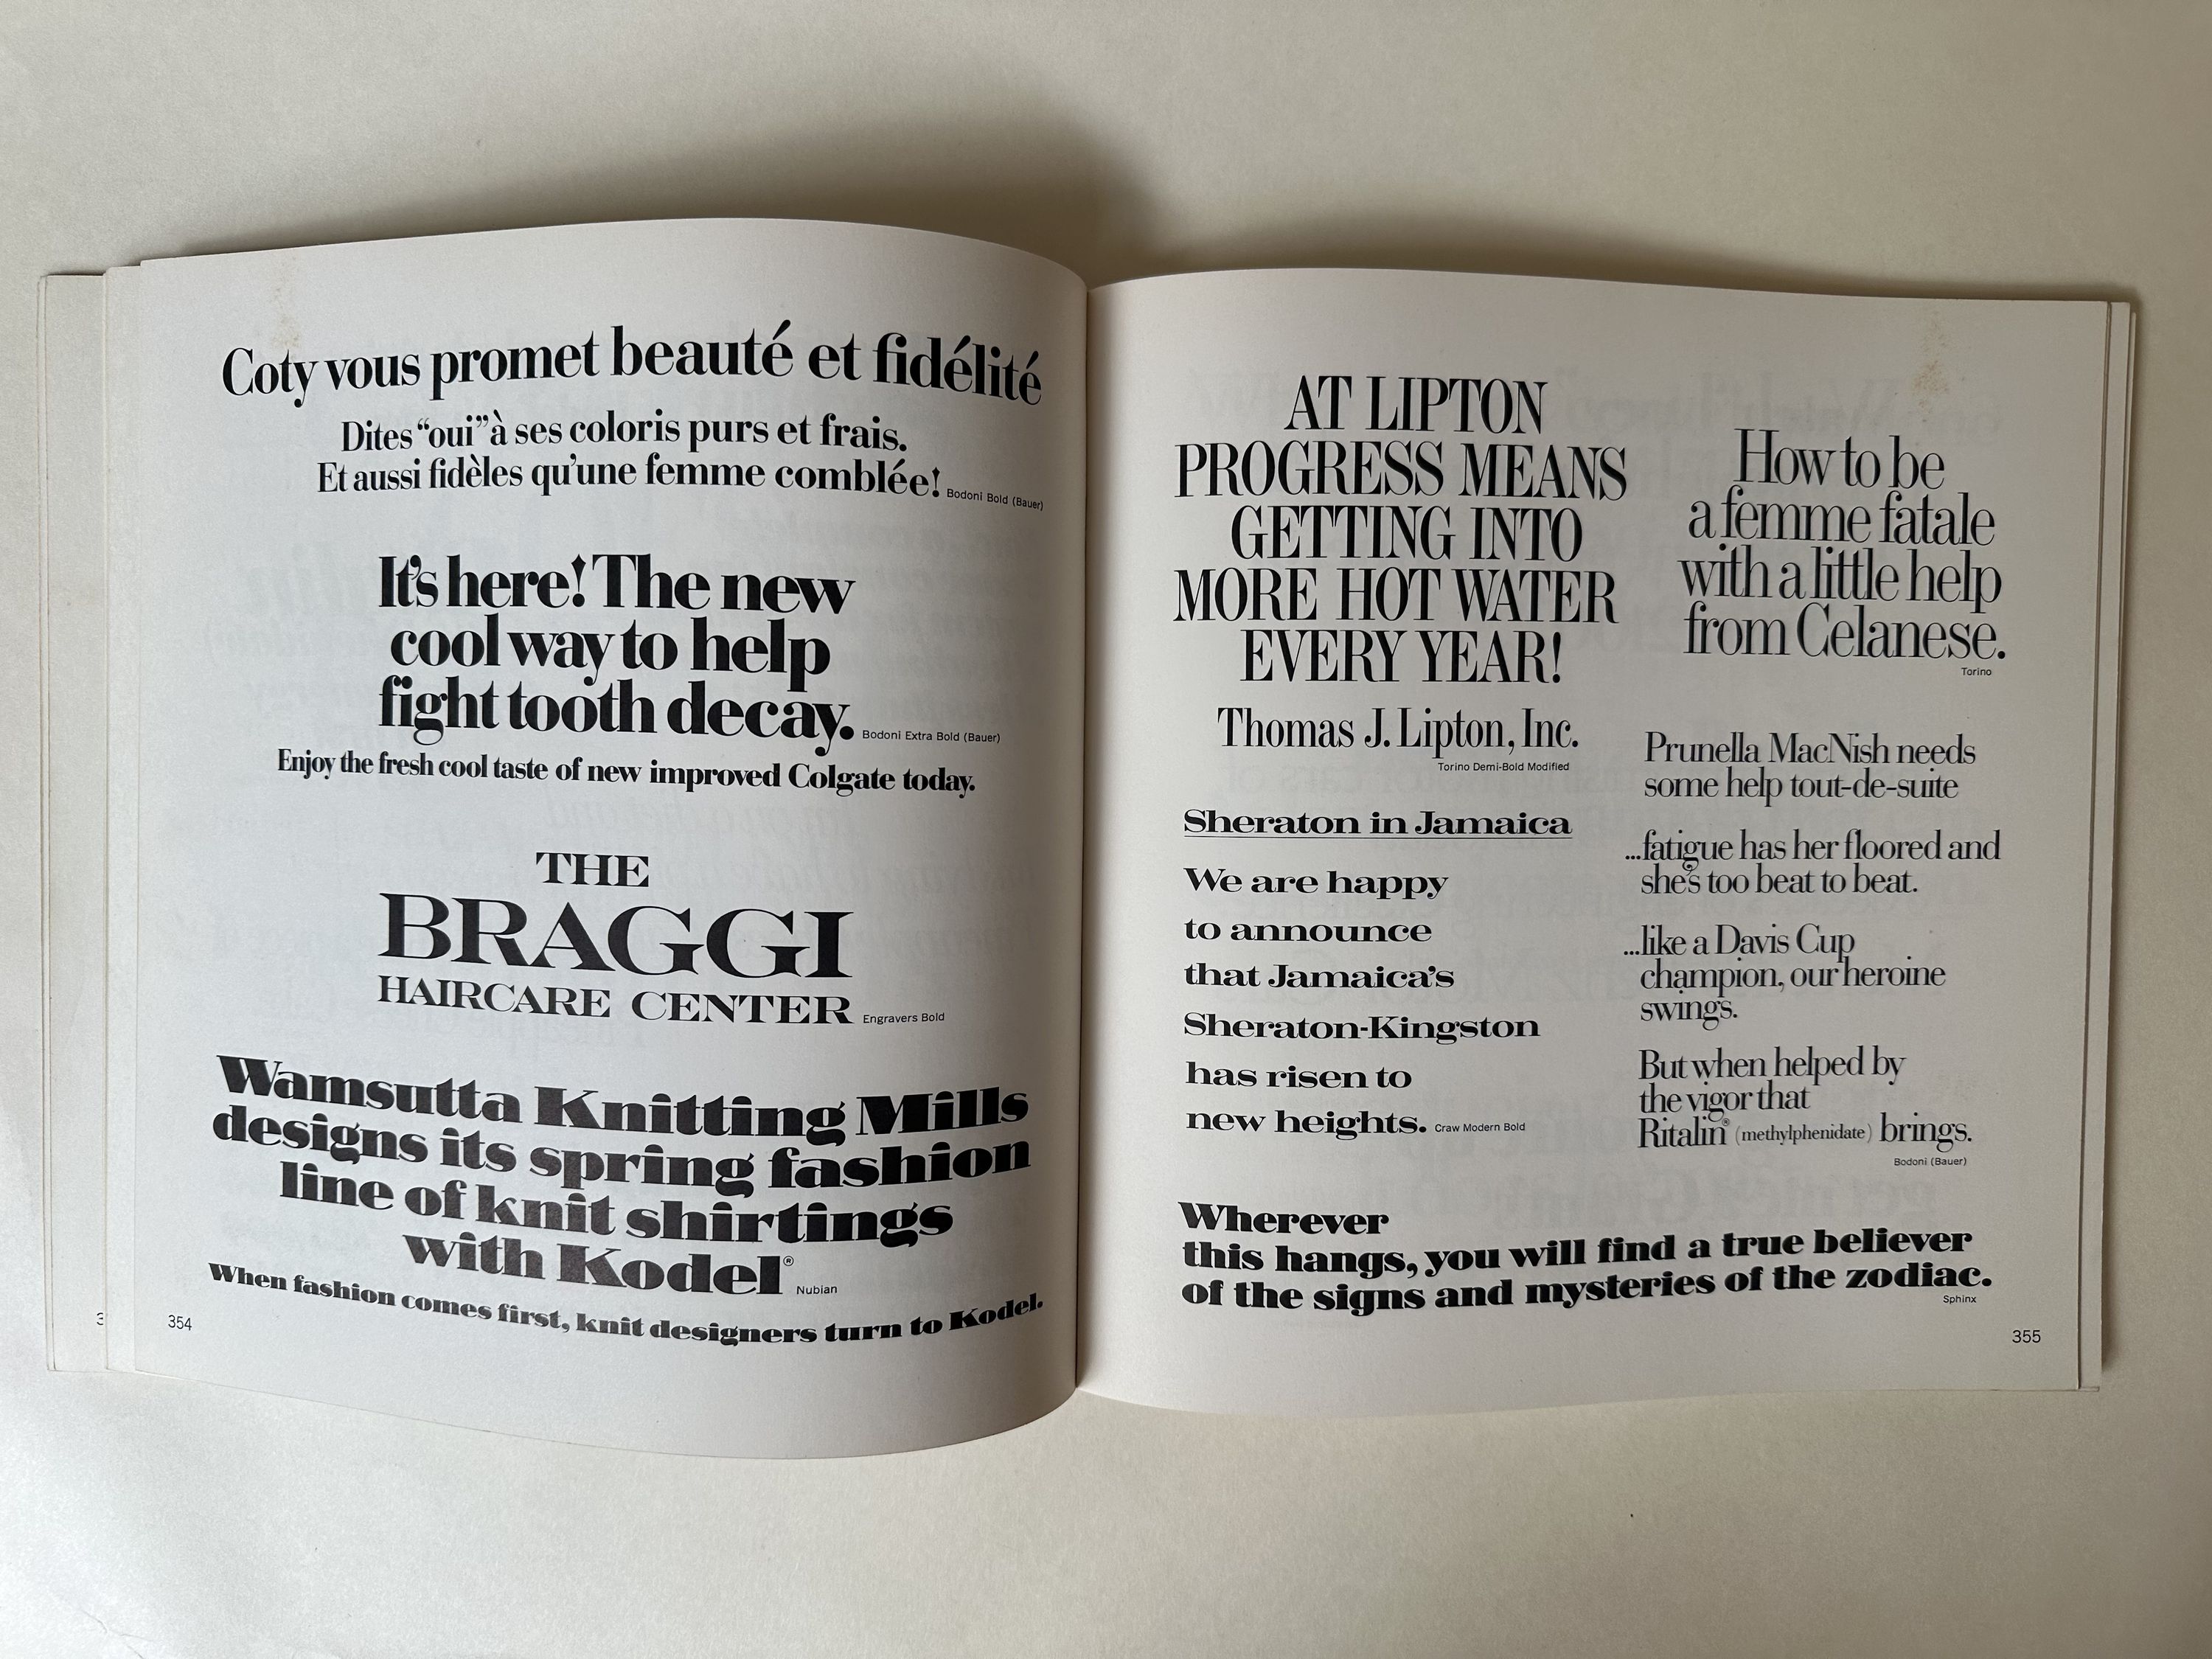 Coty vous promet beauté et fidélité
Dites “oui” à ses coloris purs et frais.
Et aussi fidèles qu’une femme comblée!
Bodoni Bold (Bauer)
It’s here! The new
cool way to help
fight tooth decay.
Bodoni Extra Bold (Bauer)
Enjoy the fresh cool taste of new improved Colgate today.
THE
BRAGGI
HAIRCARE CENTER
Engravers Bold
Wamsutta Knitting Mills
designs its spring fashion
line of knit shirtings
with Kodel®
Nubian
When fashion comes first, knit designers turn to Kodel.
3
354
AT LIPTON
PROGRESS MEANS
GETTING INTO
MORE HOT WATER
EVERY YEAR!
Thomas J. Lipton, Inc.
Torino Demi-Bold Modified
Sheraton in Jamaica
We are happy
to announce
that Jamaica’s
Sheraton-Kingston
has risen to
new heights.
Craw Modern Bold
How to be
a femme fatale
with a little help
from Celanese.
Torino
Prunella MacNish needs
some help tout-de-suite
...fatigue has her floored and
she’s too beat to beat.
...like a Davis Cup
champion, our heroine
swings.
But when helped by
the vigor that
Ritalin® (methylphenidate) brings.
Bodoni (Bauer)
Wherever
this hangs, you will find a true believer
of the signs and mysteries of the zodiac.
Sphinx
355